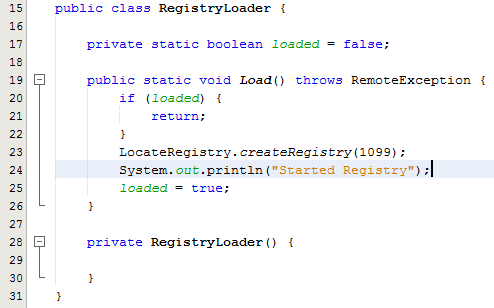 15 public class RegistryLoader {
16
17     private static boolean loaded = false;
18
19     public static void Load() throws RemoteException {
20         if (loaded) {
21             return;
22         }
23         LocateRegistry.createRegistry(1099);
24         System.out.println("Started Registry");
25         loaded = true;
26     }
27
28     private RegistryLoader() {
29
30     }
31 }